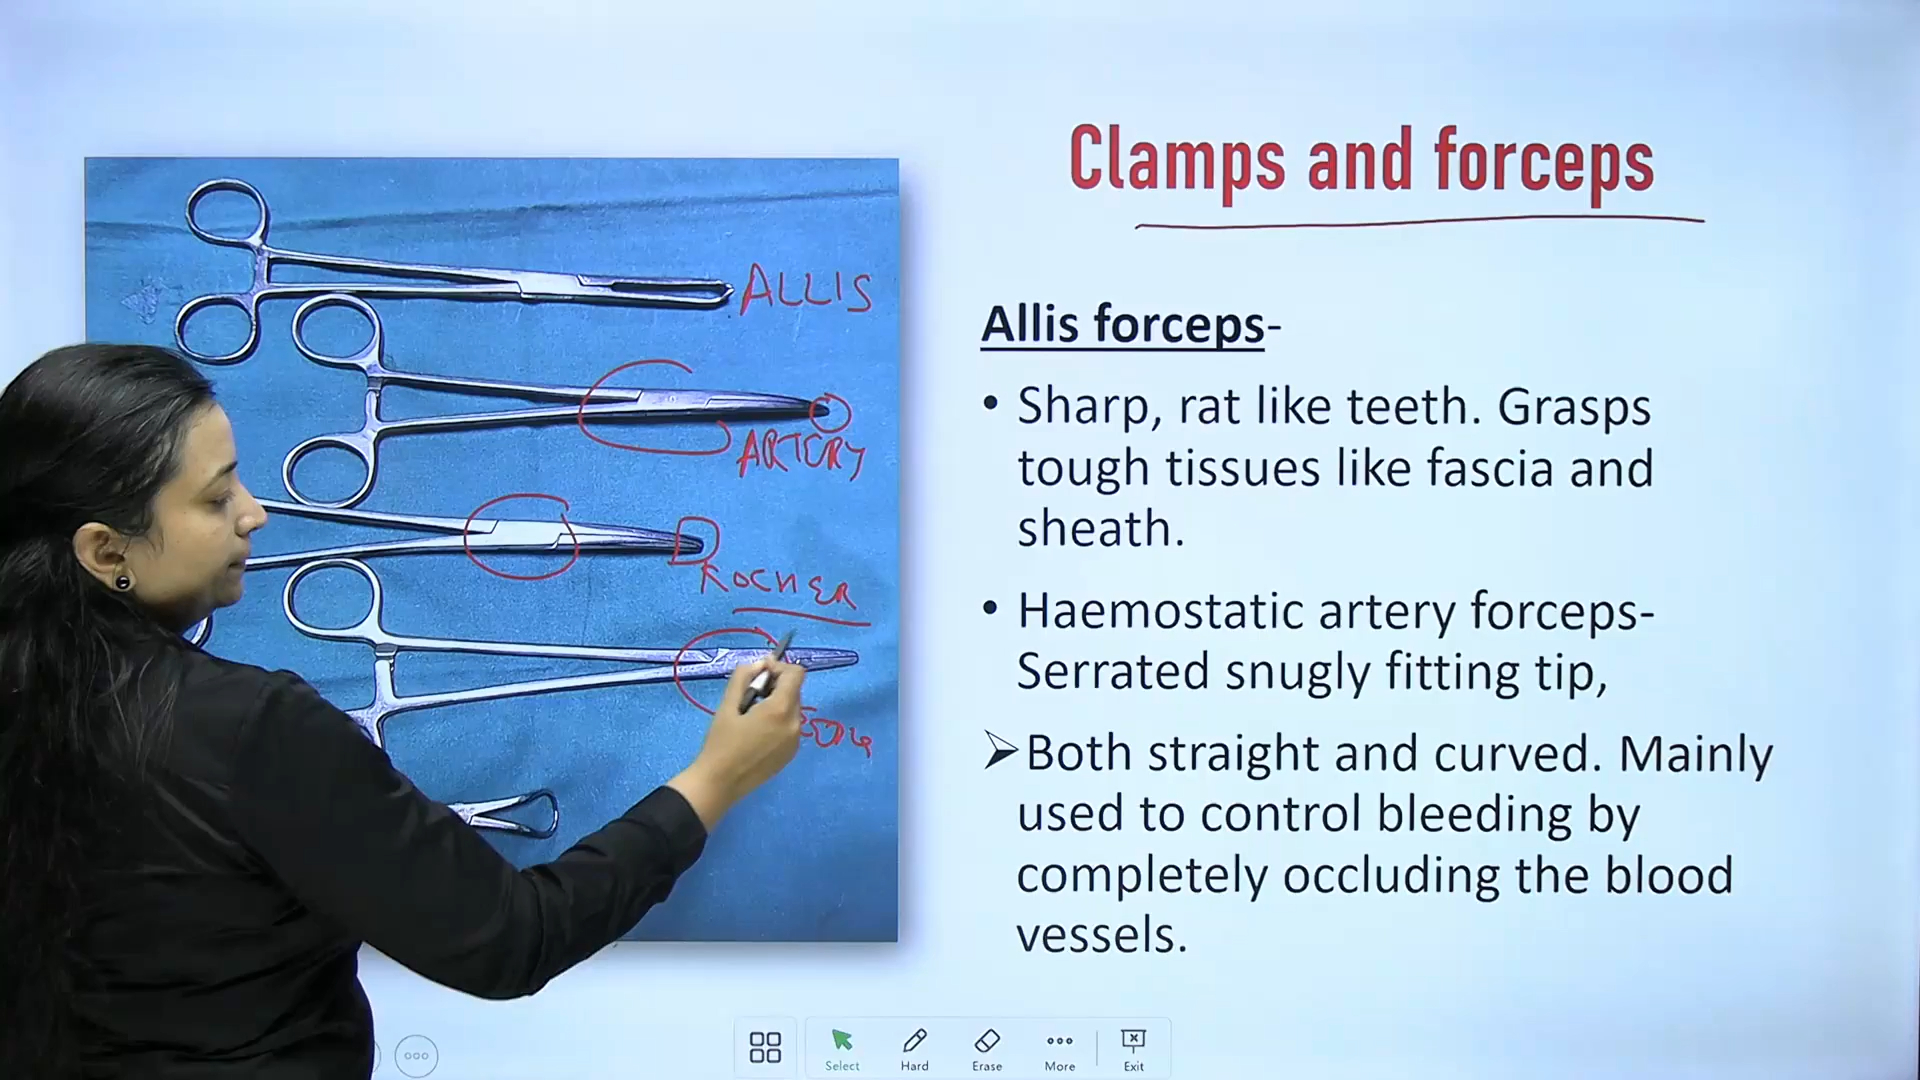 Clamps and forceps
ALLIS
ARTERY
KOCHER
Allis forceps-
• Sharp, rat like teeth. Grasps
tough tissues like fascia and
sheath.
• Haemostatic artery forceps-
Serrated snugly fitting tip,
➢Both straight and curved. Mainly
used to control bleeding by
completely occluding the blood
vessels.
Select
Hard
Erase
More
Exit